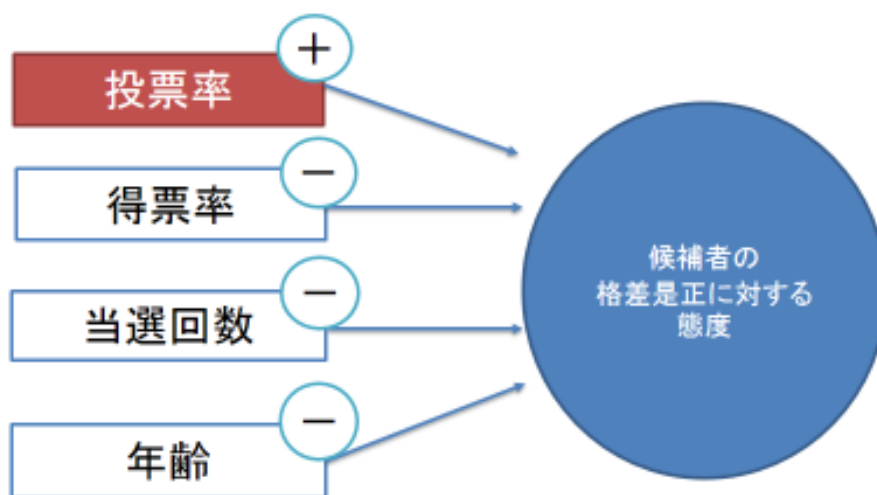 ＋
投票率
－
得票率
－
当選回数
－
年齢
候補者の
格差是正に対する
態度